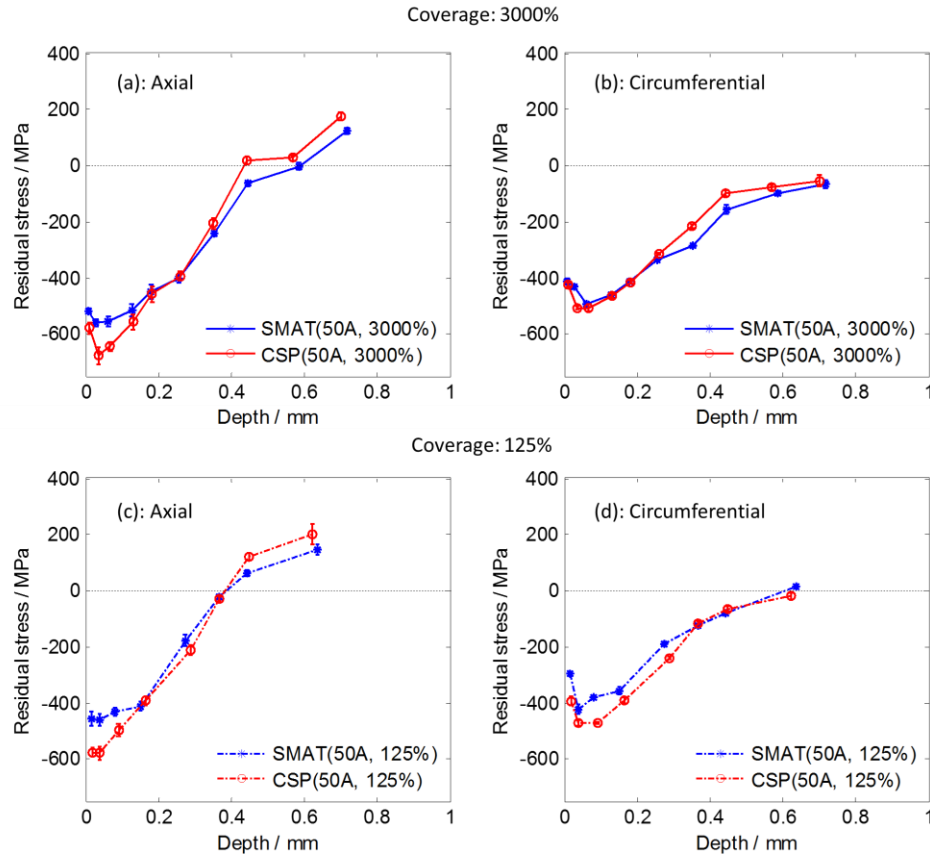 Coverage: 3000%
400
200
0
-200
-400
-600
Residual stress / MPa
(a): Axial
SMAT(50A, 3000%)
CSP(50A, 3000%)
0
0.2
0.4
0.6
0.8
1
Depth / mm
400
200
0
-200
-400
-600
Residual stress / MPa
(b): Circumferential
SMAT(50A, 3000%)
CSP(50A, 3000%)
0
0.2
0.4
0.6
0.8
1
Depth / mm
Coverage: 125%
400
200
0
-200
-400
-600
Residual stress / MPa
(c): Axial
SMAT(50A, 125%)
CSP(50A, 125%)
0
0.2
0.4
0.6
0.8
1
Depth / mm
400
200
0
-200
-400
-600
Residual stress / MPa
(d): Circumferential
SMAT(50A, 125%)
CSP(50A, 125%)
0
0.2
0.4
0.6
0.8
1
Depth / mm